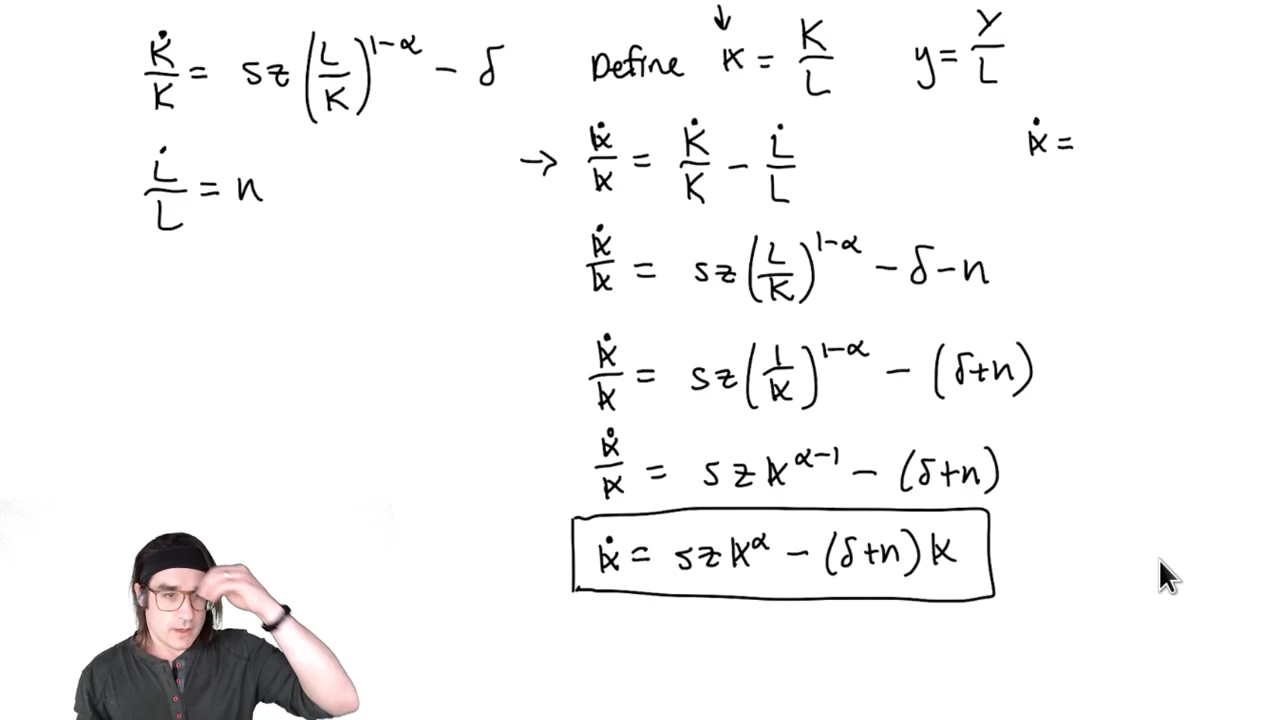 K̇/K = sz(L/K)^{1-α} - δ
L̇/L = n
Define ↓ k = K/L y = Y/L
→ k̇/k = K̇/K - L̇/L
k̇ =
k̇/k = sz(L/K)^{1-α} - δ - n
k̇/k = sz(1/k)^{1-α} - (δ+n)
k̇/k = szk^{α-1} - (δ+n)
k̇ = szk^α - (δ+n)k